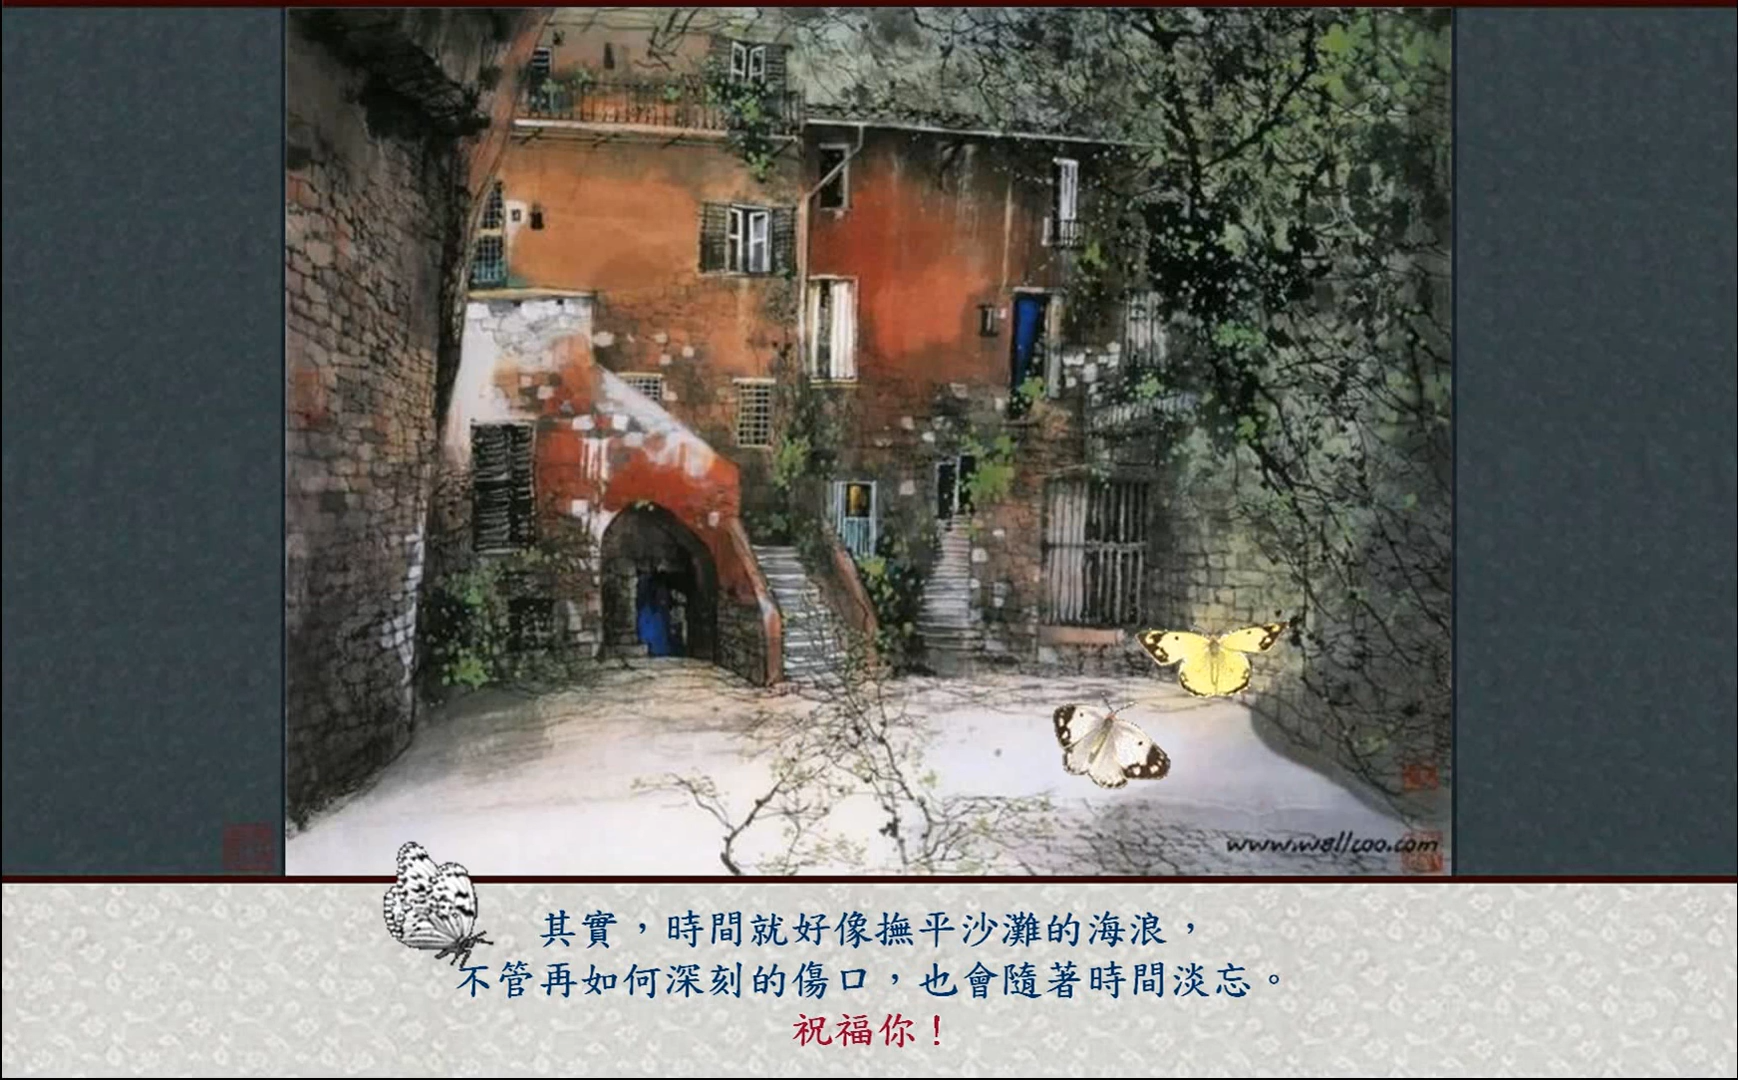 www.wallcoo.com
其實，時間就好像撫平沙灘的海浪，
不管再如何深刻的傷口，也會隨著時間淡忘。
祝福你！